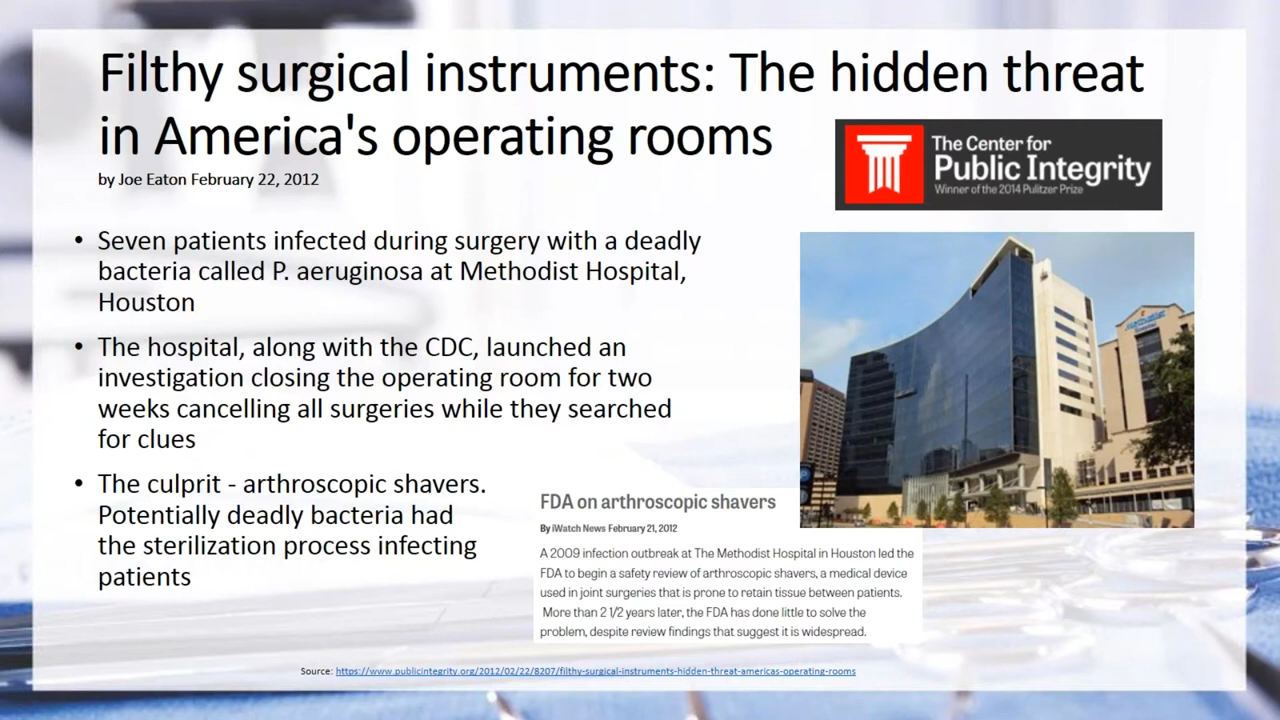 Filthy surgical instruments: The hidden threat
in America's operating rooms
by Joe Eaton February 22, 2012
The Center for
Public Integrity
Winner of the 2014 Pulitzer Prize
• Seven patients infected during surgery with a deadly
bacteria called P. aeruginosa at Methodist Hospital,
Houston
• The hospital, along with the CDC, launched an
investigation closing the operating room for two
weeks cancelling all surgeries while they searched
for clues
• The culprit - arthroscopic shavers.
Potentially deadly bacteria had
the sterilization process infecting
patients
Methodist
FDA on arthroscopic shavers
By iWatch News February 21, 2012
A 2009 infection outbreak at The Methodist Hospital in Houston led the
FDA to begin a safety review of arthroscopic shavers, a medical device
used in joint surgeries that is prone to retain tissue between patients.
More than 2 1/2 years later, the FDA has done little to solve the
problem, despite review findings that suggest it is widespread.
Source: https://www.publicintegrity.org/2012/02/22/8207/filthy-surgical-instruments-hidden-threat-americas-operating-rooms